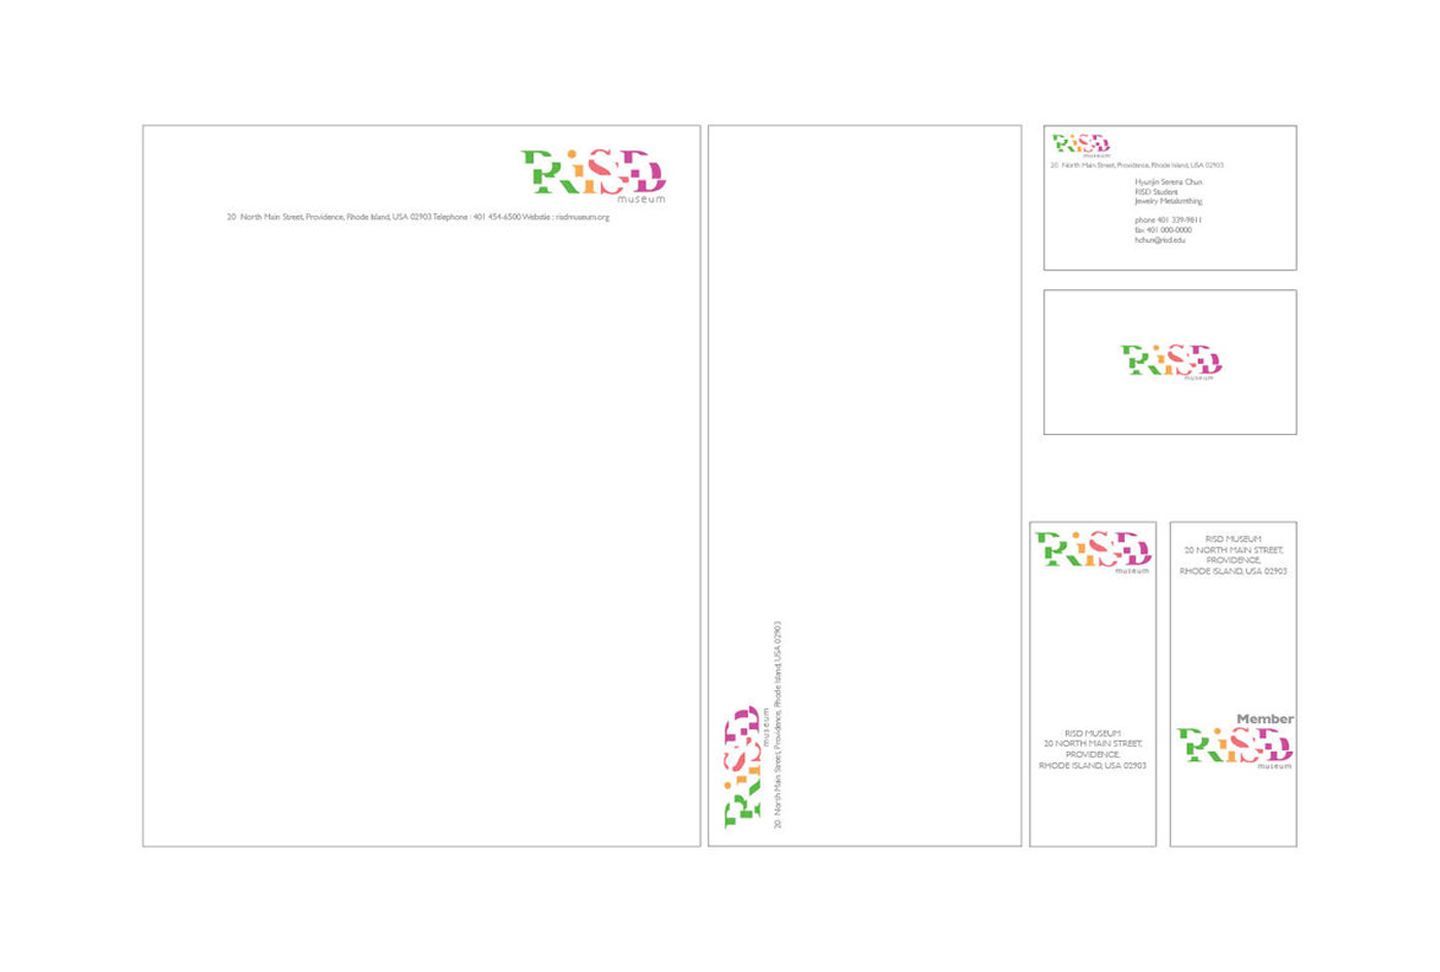 RiSD
museum
20 North Main Street, Providence, Rhode Island, USA 02903 Telephone : 401 454-6500 Website : risdmuseum.org
RiSD
museum
20 North Main Street, Providence, Rhode Island, USA 02903
RiSD
museum
20 North Main Street, Providence, Rhode Island, USA 02903
Hyunjin Serena Chun
RISD Student
Jewelry Metalsmithing
phone 401 339-9811
fax 401 000-0000
hchun@risd.edu
RiSD
museum
RiSD
museum
RISD MUSEUM
20 NORTH MAIN STREET,
PROVIDENCE,
RHODE ISLAND, USA 02903
RISD MUSEUM
20 NORTH MAIN STREET,
PROVIDENCE,
RHODE ISLAND, USA 02903
Member
RiSD
museum